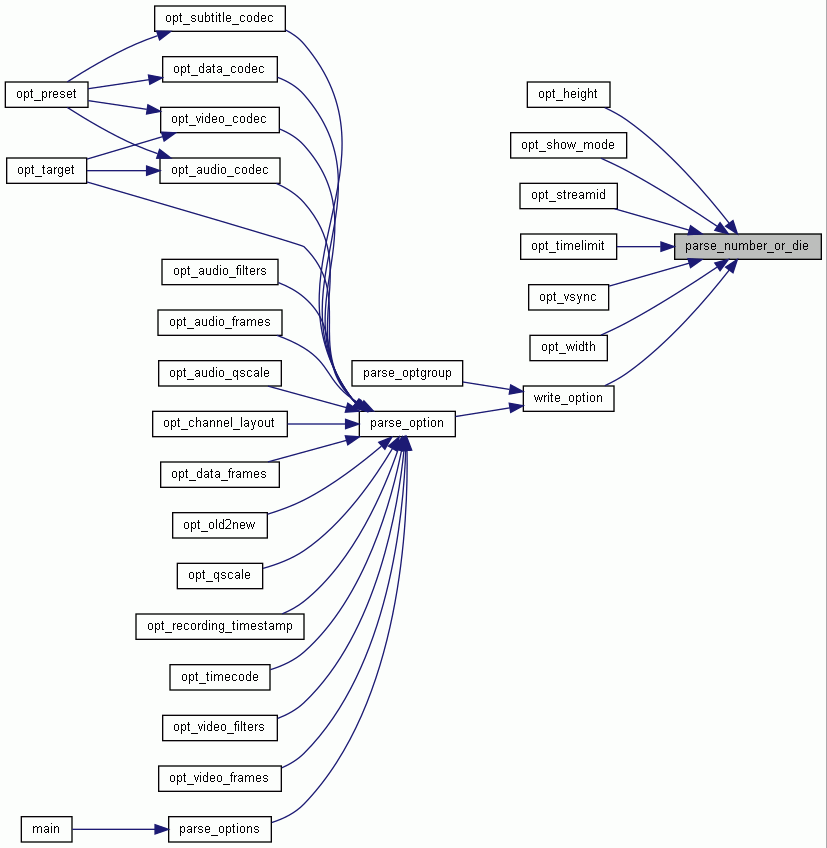 opt_subtitle_codec
opt_data_codec
opt_preset
opt_height
opt_video_codec
opt_show_mode
opt_target
opt_audio_codec
opt_streamid
parse_number_or_die
opt_timelimit
opt_audio_filters
opt_vsync
opt_audio_frames
opt_width
opt_audio_qscale
parse_optgroup
write_option
opt_channel_layout
parse_option
opt_data_frames
opt_old2new
opt_qscale
opt_recording_timestamp
opt_timecode
opt_video_filters
opt_video_frames
main
parse_options